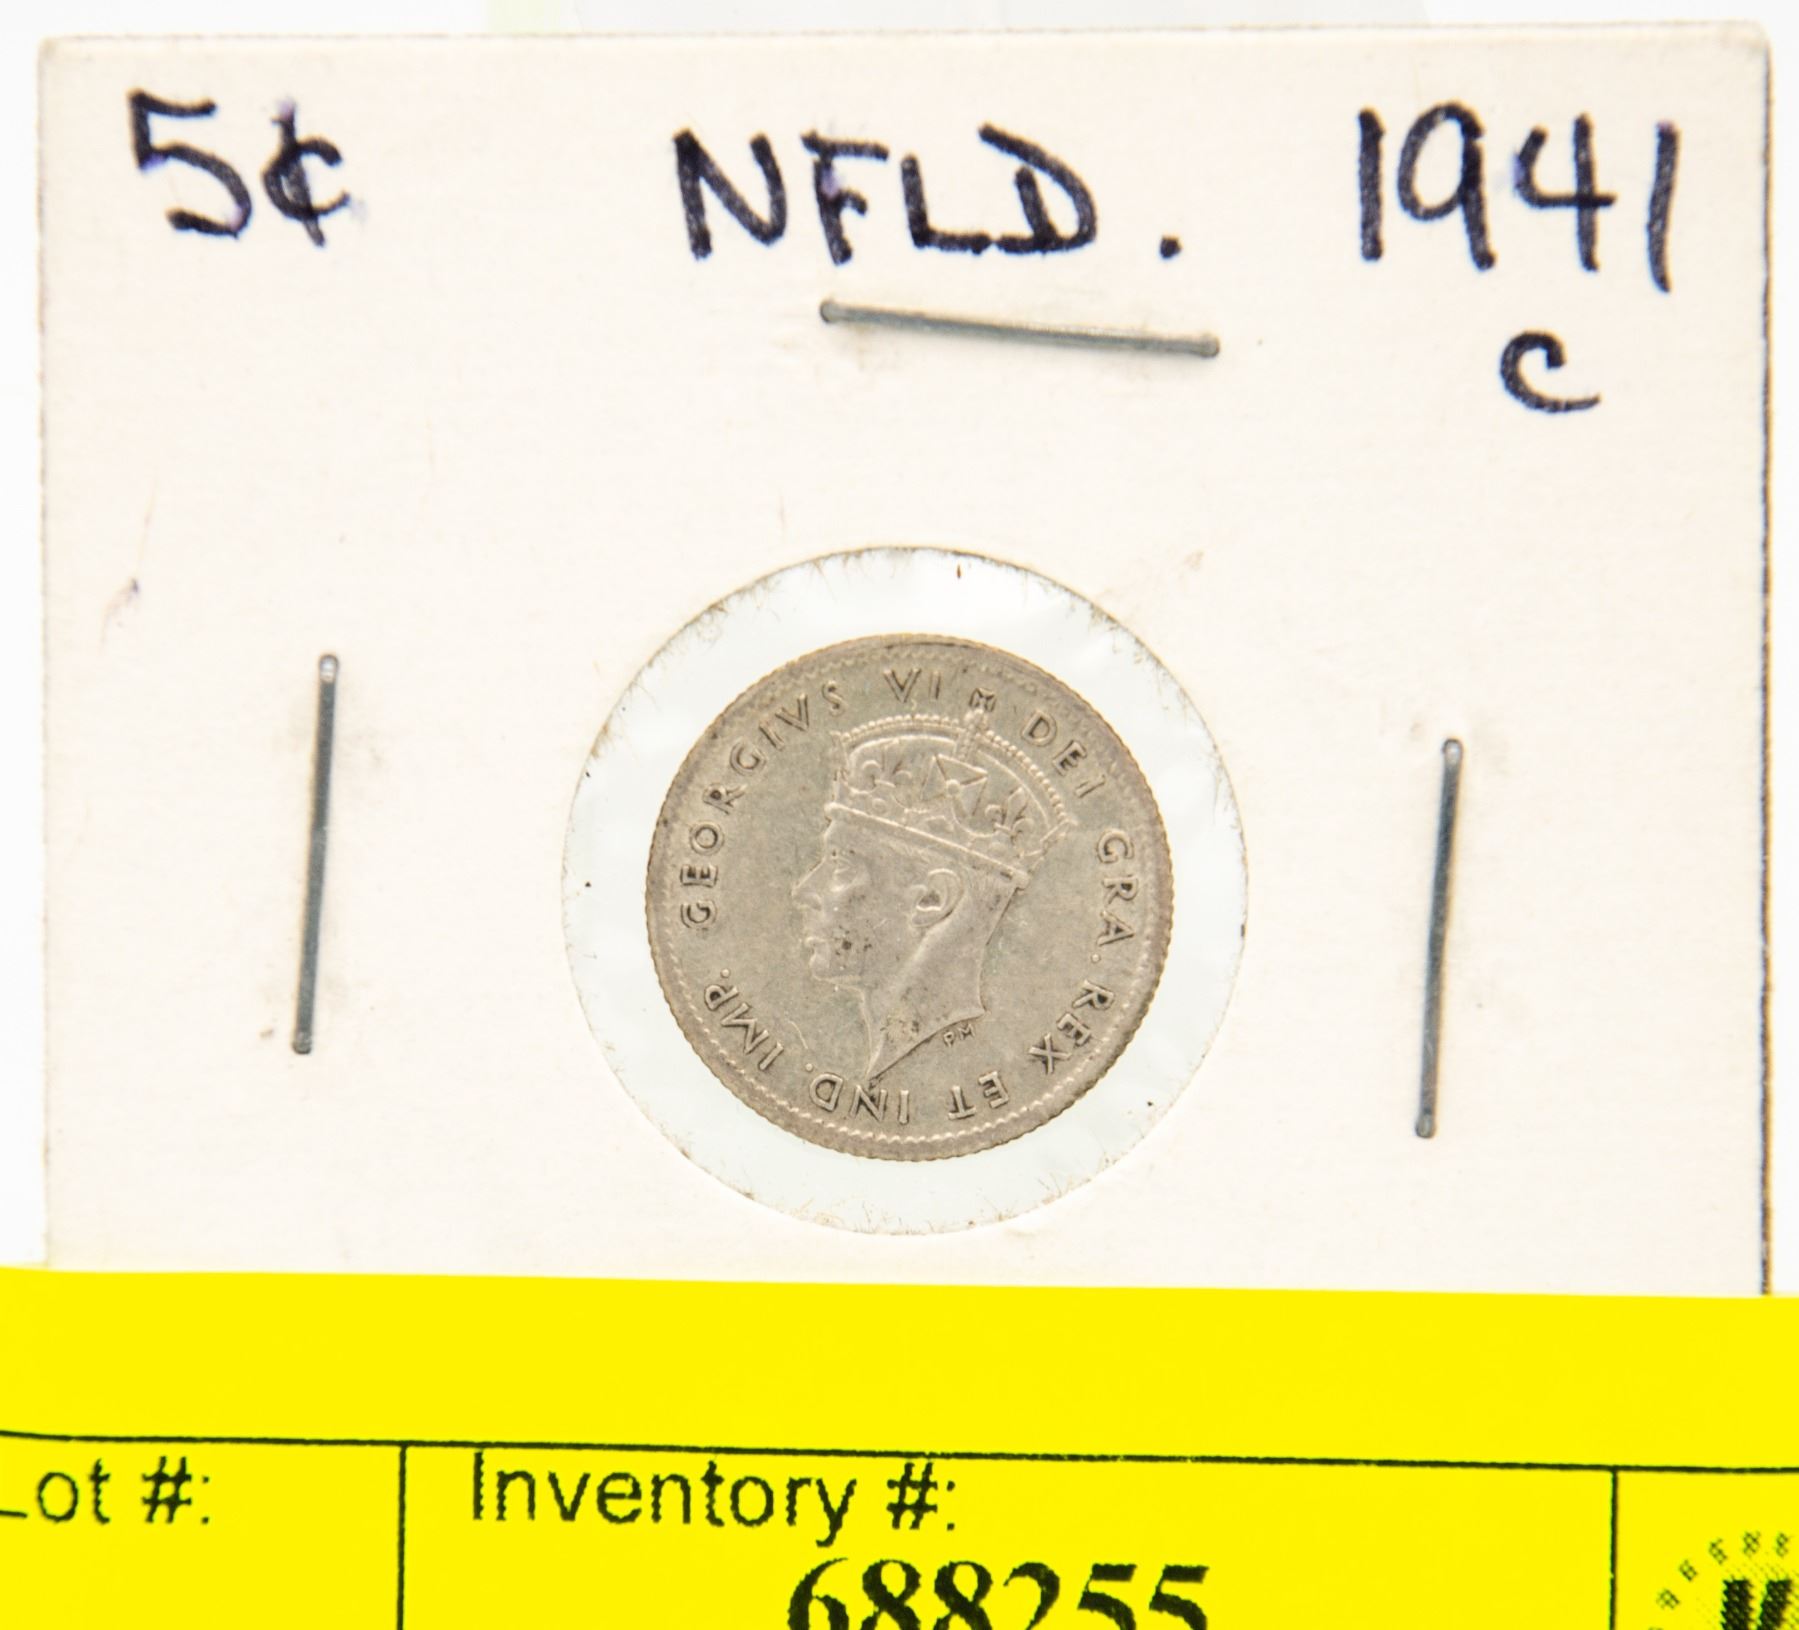 5¢ NFLD. 1941
c
GEORGIVS VI DEI GRA. REX ET IND. IMP.
PM
Lot #: Inventory #:
688255